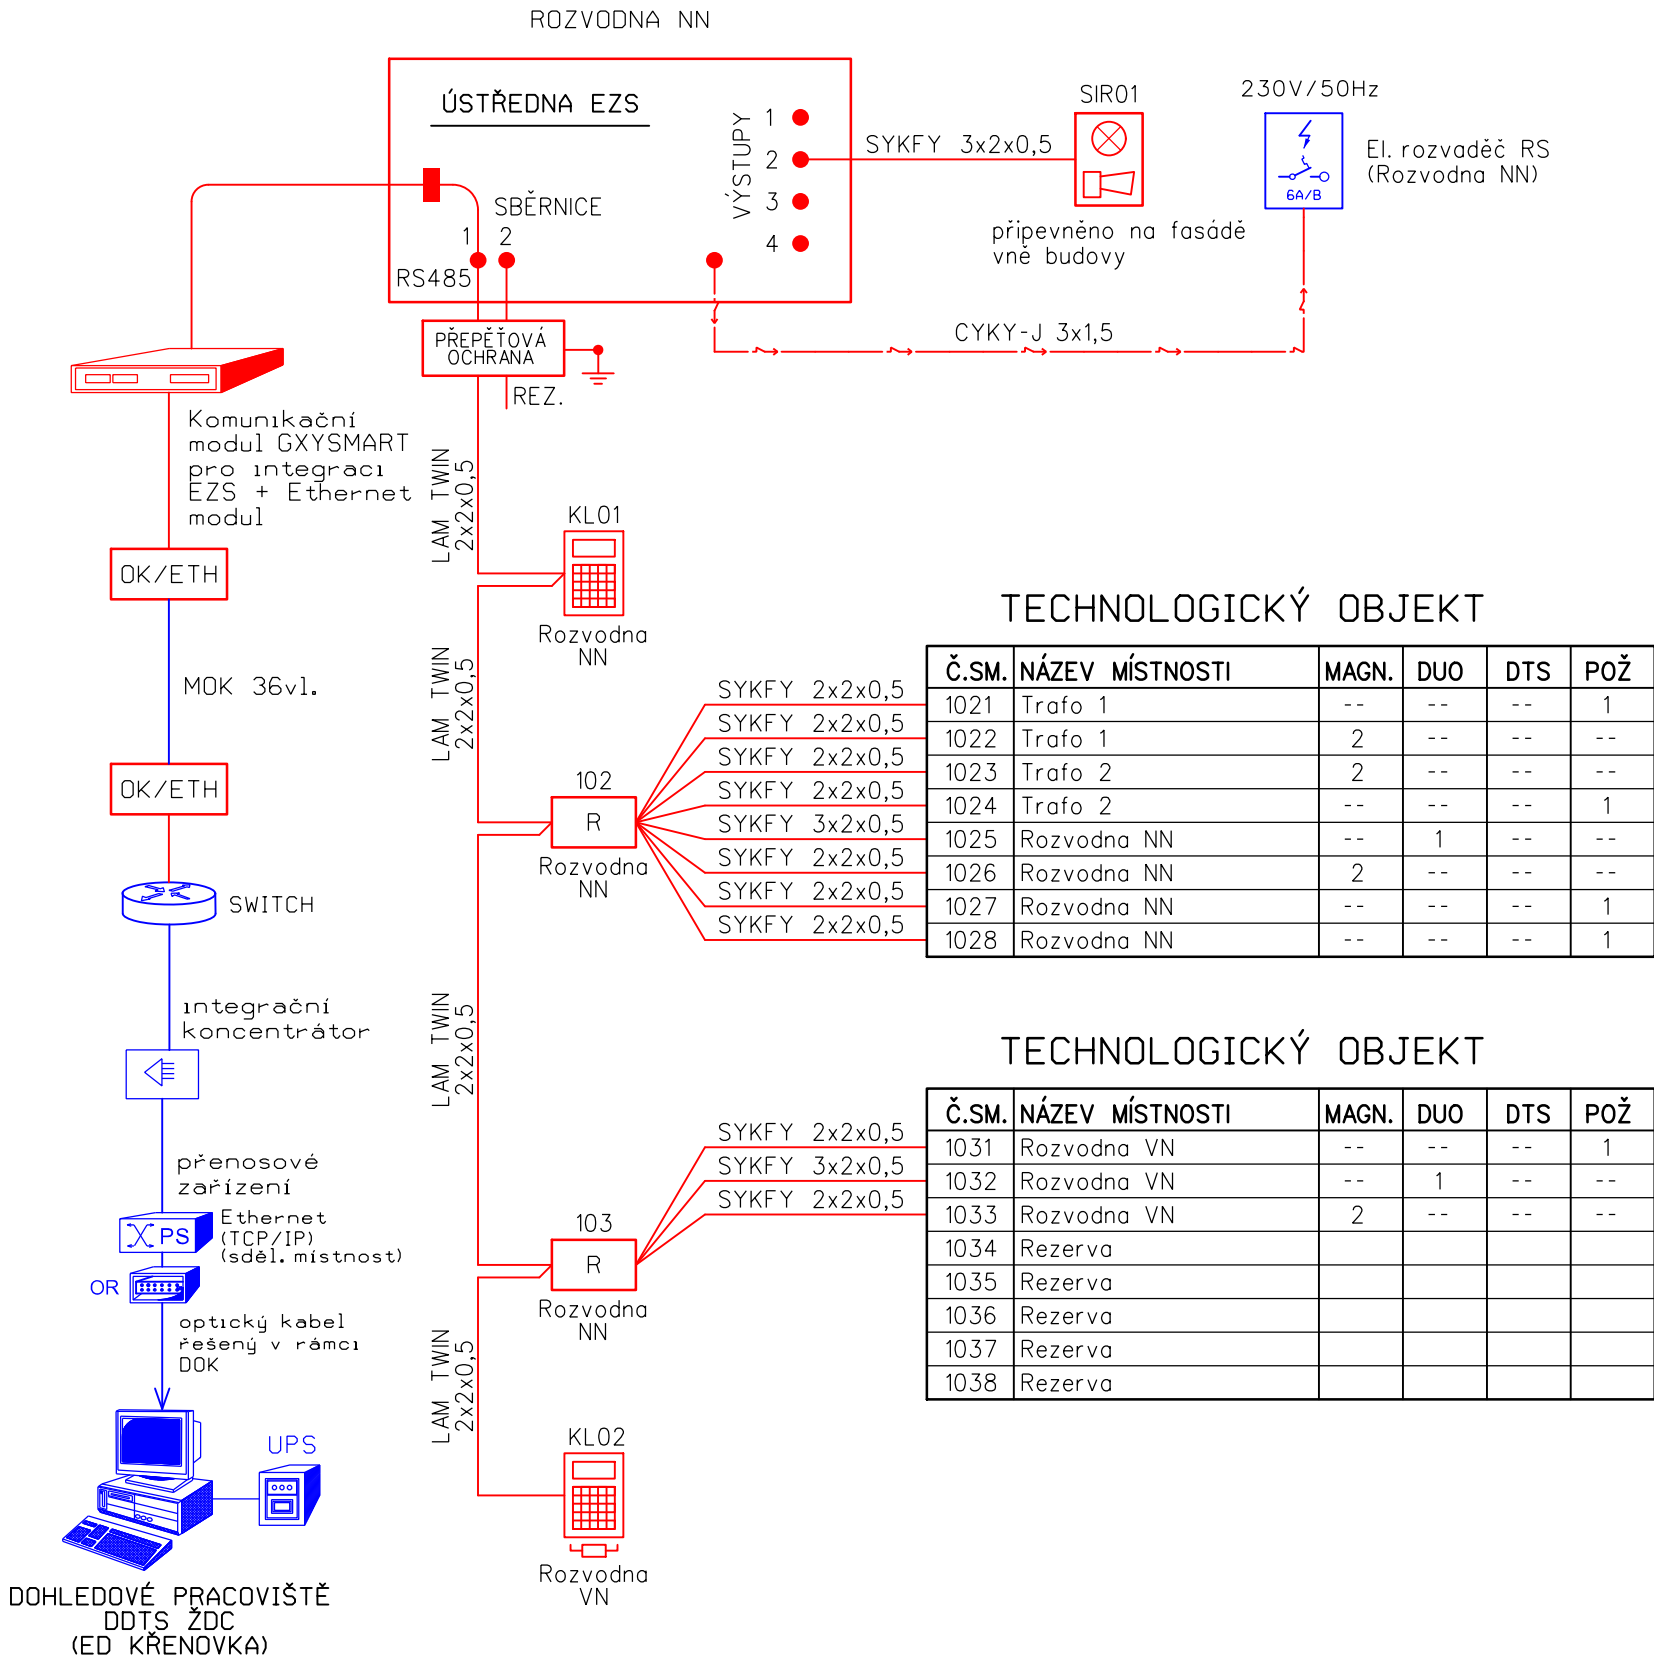 ROZVODNA NN
ÚSTŘEDNA EZS
VÝSTUPY
1
2
3
4
SBĚRNICE
1 2
RS485
SYKFY 3x2x0,5
SIR01
připevněno na fasádě
vně budovy
230V/50Hz
6A/B
El. rozvaděč RS
(Rozvodna NN)
CYKY-J 3x1,5
PŘEPĚŤOVÁ
OCHRANA
REZ.
Komunikační
modul GXYSMART
pro integraci
EZS + Ethernet
modul
OK/ETH
MOK 36vl.
OK/ETH
SWITCH
integrační
koncentrátor
přenosové
zařízení
PS
Ethernet
(TCP/IP)
(sděl. místnost)
OR
optický kabel
řešený v rámci
DOK
UPS
DOHLEDOVÉ PRACOVIŠTĚ
DDTS ŽDC
(ED KŘENOVKA)
LAM TWIN
2x2x0,5
KL01
Rozvodna
NN
LAM TWIN
2x2x0,5
102
R
Rozvodna
NN
LAM TWIN
2x2x0,5
103
R
Rozvodna
NN
LAM TWIN
2x2x0,5
KL02
Rozvodna
VN
SYKFY 2x2x0,5
SYKFY 2x2x0,5
SYKFY 2x2x0,5
SYKFY 2x2x0,5
SYKFY 3x2x0,5
SYKFY 2x2x0,5
SYKFY 2x2x0,5
SYKFY 2x2x0,5
TECHNOLOGICKÝ OBJEKT
Č.SM. NÁZEV MÍSTNOSTI MAGN. DUO DTS POŽ
1021 Trafo 1 -- -- -- 1
1022 Trafo 1 2 -- -- --
1023 Trafo 2 2 -- -- --
1024 Trafo 2 -- -- -- 1
1025 Rozvodna NN -- 1 -- --
1026 Rozvodna NN 2 -- -- --
1027 Rozvodna NN -- -- -- 1
1028 Rozvodna NN -- -- -- 1
SYKFY 2x2x0,5
SYKFY 3x2x0,5
SYKFY 2x2x0,5
TECHNOLOGICKÝ OBJEKT
Č.SM. NÁZEV MÍSTNOSTI MAGN. DUO DTS POŽ
1031 Rozvodna VN -- -- -- 1
1032 Rozvodna VN -- 1 -- --
1033 Rozvodna VN 2 -- -- --
1034 Rezerva
1035 Rezerva
1036 Rezerva
1037 Rezerva
1038 Rezerva